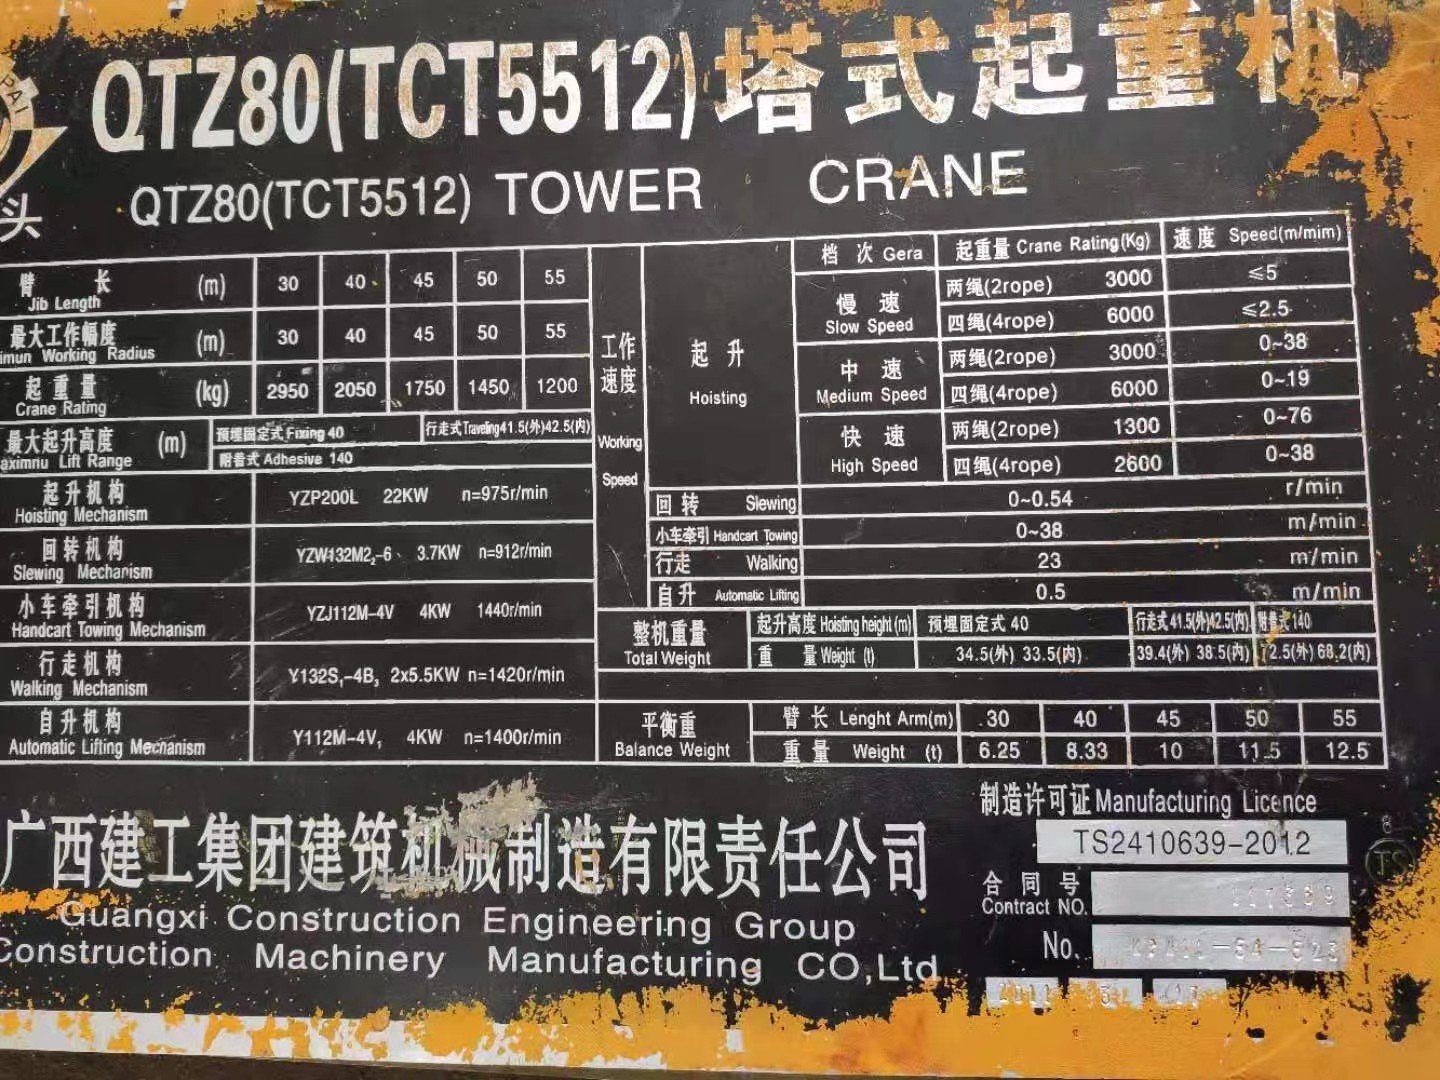 PAI
头
QTZ80(TCT5512)塔式起重机
QTZ80(TCT5512) TOWER CRANE
臂 长 (m) 30 40 45 50 55
Jib Length
最大工作幅度 (m) 30 40 45 50 55
imun Working Radius
起重量 (kg) 2950 2050 1750 1450 1200
Crane Rating
最大起升高度 (m) 预埋固定式 Fixing 40 行走式Traveling41.5(外)42.5(内)
aximnu Lift Range 附着式 Adhesive 140
起升机构 YZP200L 22KW n=975r/min
Hoisting Mechanism
回转机构 YZW132M2,-6 3.7KW n=912r/min
Slewing Mechanism
小车牵引机构 YZJ112M-4V 4KW 1440r/min
Handcart Towing Mechanism
行走机构 Y132S,-4B, 2x5.5KW n=1420r/min
Walking Mechanism
自升机构 Y112M-4V, 4KW n=1400r/min
Automatic Lifting Mecnanism
工作
速度
Working
Speed
起 升
Hoisting
档 次 Gera 起重量 Crane Rating(Kg) 速度 Speed(m/mim)
慢 速
Slow Speed
两绳(2rope) 3000 ≤5
四绳(4rope) 6000 ≤2.5
中 速
Medium Speed
两绳(2rope) 3000 0~38
四绳(4rope) 6000 0~19
快 速
High Speed
两绳(2rope) 1300 0~76
四绳(4rope) 2600 0~38
回 转 Slewing 0~0.54 r/min
小车牵引 Handcart Towing 0~38 m/min
行走 Walking 23 m/min
自升 Automatic Lifting 0.5 m/min
整机重量
Total Weight
起升高度 Hoisting height(m) 预埋固定式 40 行走式 41.5(外)42.5(内) 附着式 140
重 量 Weight (t) 34.5(外) 33.5(内) 39.4(外) 38.5(内) 72.5(外) 68.2(内)
平衡重
Balance Weight
臂 长 Lenght Arm(m) 30 40 45 50 55
重 量 Weight (t) 6.25 8.33 10 11.5 12.5
广西建工集团建筑机械制造有限责任公司
Guangxi Construction Engineering Group
Construction Machinery Manufacturing CO,Ltd
制造许可证 Manufacturing Licence
TS2410639-2012
TS
合 同 号
Contract NO.
No.